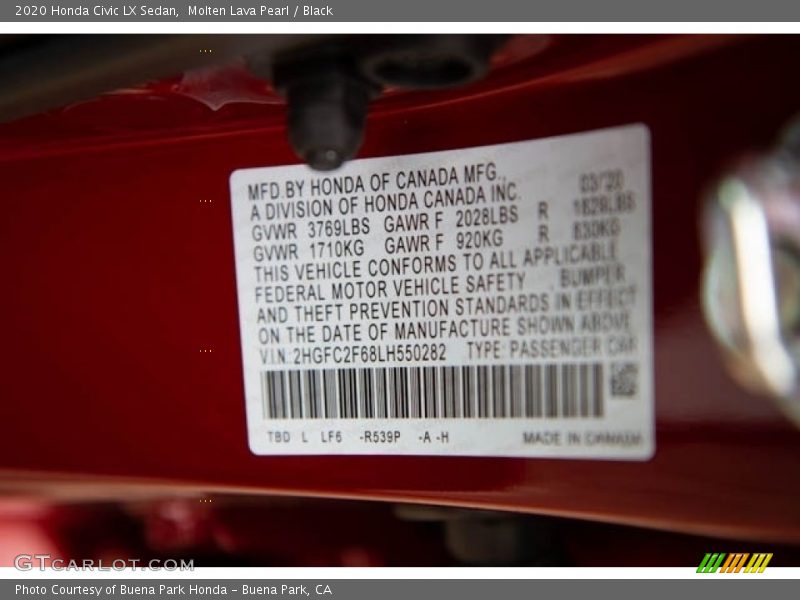 2020 Honda Civic LX Sedan,  Molten Lava Pearl / Black
MFD.BY HONDA OF CANADA MFG., 03/20
A DIVISION OF HONDA CANADA INC.
GVWR 3769LBS GAWR F 2028LBS R 1828LBS
GVWR 1710KG GAWR F 920KG R 830KG
THIS VEHICLE CONFORMS TO ALL APPLICABLE
FEDERAL MOTOR VEHICLE SAFETY , BUMPER
AND THEFT PREVENTION STANDARDS IN EFFECT
ON THE DATE OF MANUFACTURE SHOWN ABOVE.
V.I.N.:2HGFC2F68LH550282 TYPE:PASSENGER CAR
TBD L LF6 -R539P -A -H MADE IN CANADA
GTCARLOT.COM
Photo Courtesy of Buena Park Honda – Buena Park, CA